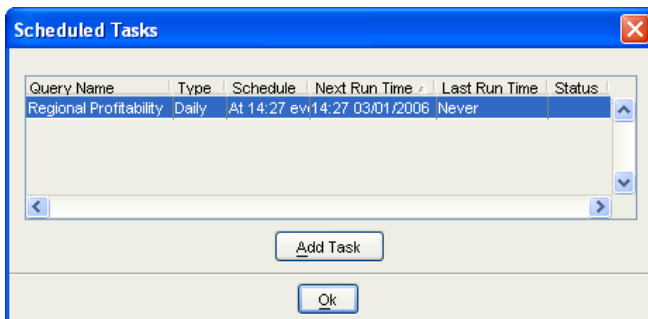 Scheduled Tasks
Query Name Type Schedule Next Run Time Last Run Time Status
Regional Profitability Daily At 14:27 eve 14:27 03/01/2006 Never
Add Task
Ok